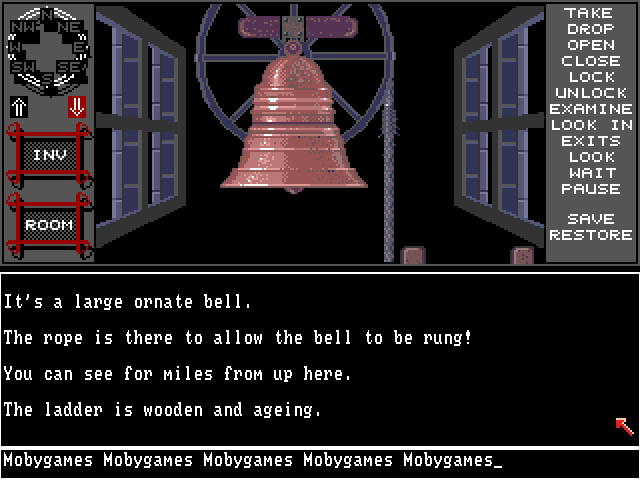 N
NW NE
W E
SW SE
S
INV
ROOM
TAKE
DROP
OPEN
CLOSE
LOCK
UNLOCK
EXAMINE
LOOK IN
EXITS
LOOK
WAIT
PAUSE
SAVE
RESTORE
It's a large ornate bell.
The rope is there to allow the bell to be rung!
You can see for miles from up here.
The ladder is wooden and ageing.
Mobygames Mobygames Mobygames Mobygames Mobygames_